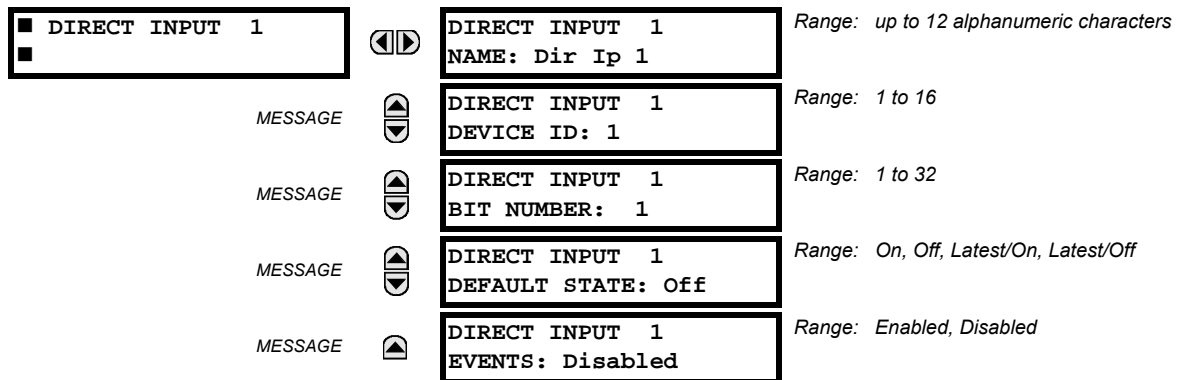 ■ DIRECT INPUT 1
■
DIRECT INPUT 1
NAME: Dir Ip 1
Range: up to 12 alphanumeric characters
MESSAGE
DIRECT INPUT 1
DEVICE ID: 1
Range: 1 to 16
MESSAGE
DIRECT INPUT 1
BIT NUMBER: 1
Range: 1 to 32
MESSAGE
DIRECT INPUT 1
DEFAULT STATE: Off
Range: On, Off, Latest/On, Latest/Off
MESSAGE
DIRECT INPUT 1
EVENTS: Disabled
Range: Enabled, Disabled